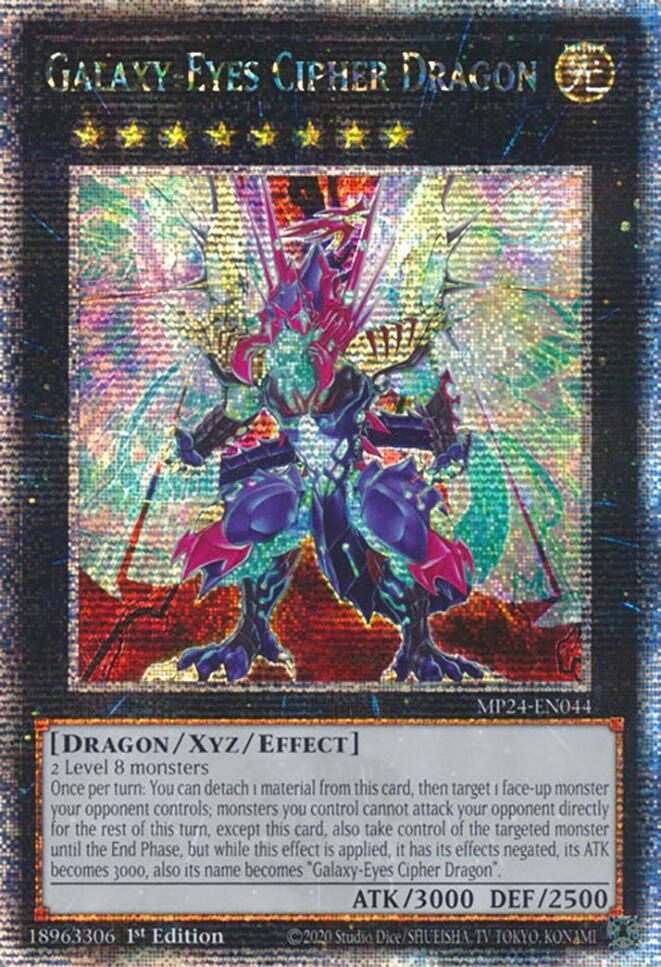 GALAXY-EYES CIPHER DRAGON 光
MP24-EN044
[DRAGON/XYZ/EFFECT]
2 Level 8 monsters
Once per turn: You can detach 1 material from this card, then target 1 face-up monster
your opponent controls; monsters you control cannot attack your opponent directly
for the rest of this turn, except this card, also take control of the targeted monster
until the End Phase, but while this effect is applied, it has its effects negated, its ATK
becomes 3000, also its name becomes "Galaxy-Eyes Cipher Dragon".
ATK/3000 DEF/2500
18963306 1st Edition ©2020 Studio Dice/SHUEISHA, TV TOKYO, KONAMI